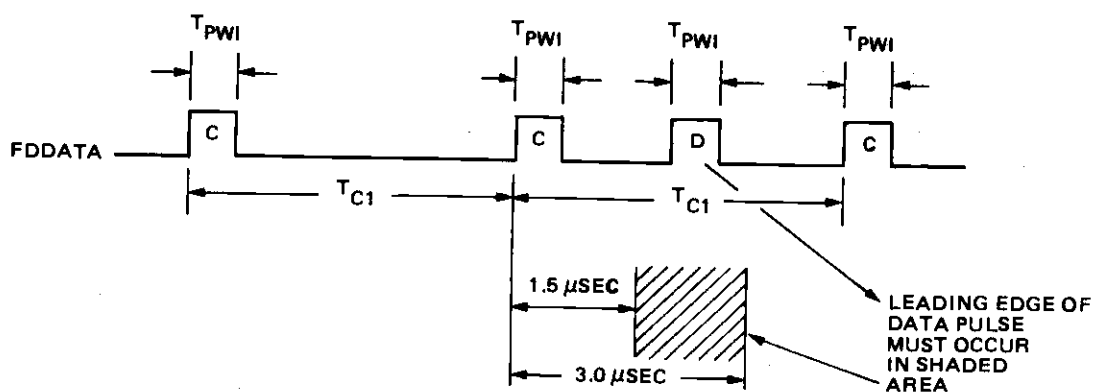 TPWI TPWI TPWI TPWI
FDDATA C C D C
TC1 TC1
1.5 μSEC
3.0 μSEC
LEADING EDGE OF
DATA PULSE
MUST OCCUR
IN SHADED
AREA